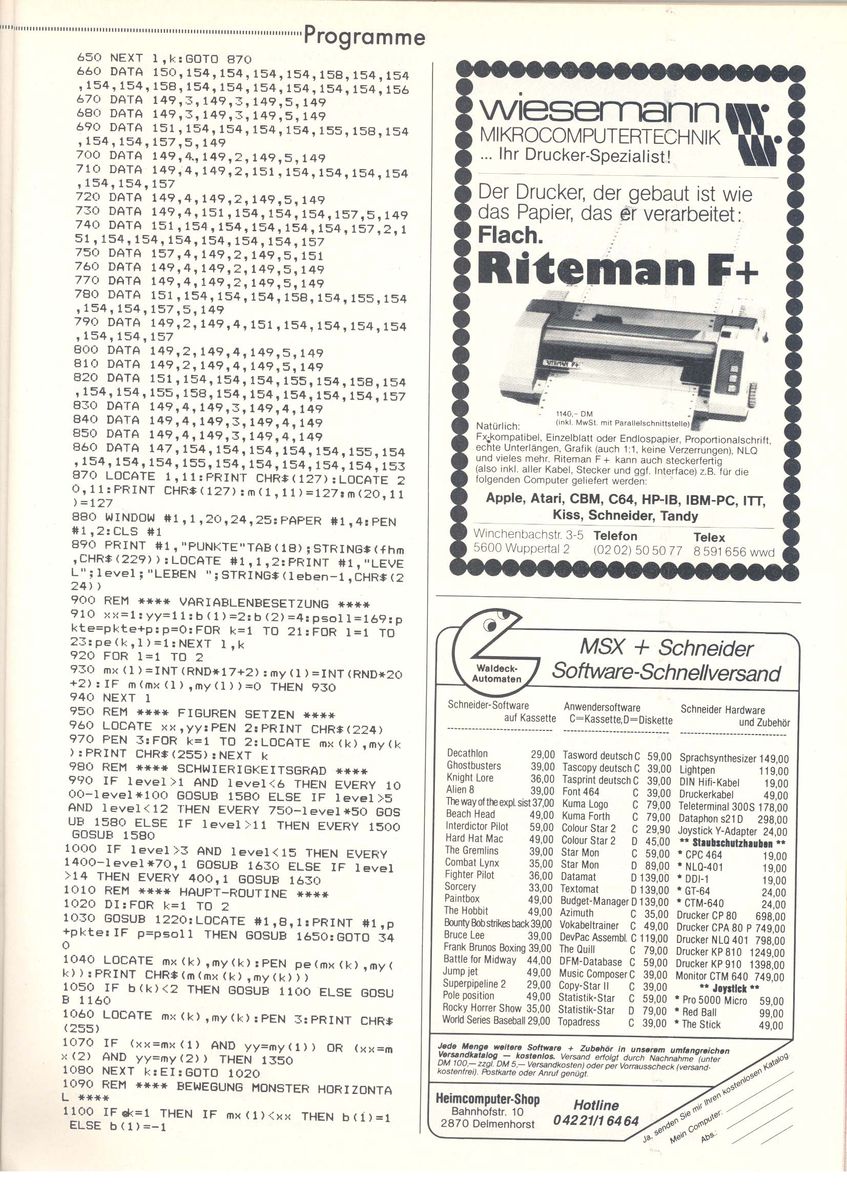 Programme
650 NEXT l,k:GOTO 870
660 DATA 150,154,154,154,154,158,154,154
,154,154,158,154,154,154,154,154,154,156
670 DATA 149,3,149,3,149,5,149
680 DATA 149,3,149,3,149,5,149
690 DATA 151,154,154,154,154,155,158,154
,154,154,157,5,149
700 DATA 149,4,149,2,149,5,149
710 DATA 149,4,149,2,151,154,154,154,154
,154,154,157
720 DATA 149,4,149,2,149,5,149
730 DATA 149,4,151,154,154,154,157,5,149
740 DATA 151,154,154,154,154,154,157,2,1
51,154,154,154,154,154,154,157
750 DATA 157,4,149,2,149,5,151
760 DATA 149,4,149,2,149,5,149
770 DATA 149,4,149,2,149,5,149
780 DATA 151,154,154,154,158,154,155,154
,154,154,157,5,149
790 DATA 149,2,149,4,151,154,154,154,154
,154,154,157
800 DATA 149,2,149,4,149,5,149
810 DATA 149,2,149,4,149,5,149
820 DATA 151,154,154,154,155,154,158,154
,154,154,155,158,154,154,154,154,154,157
830 DATA 149,4,149,3,149,4,149
840 DATA 149,4,149,3,149,4,149
850 DATA 149,4,149,3,149,4,149
860 DATA 147,154,154,154,154,155,154,154
,154,154,154,155,154,154,154,154,154,153
870 LOCATE 1,11:PRINT CHR$(127):LOCATE 2
0,11:PRINT CHR$(127):m(1,11)=127:m(20,11
)=127
880 WINDOW #1,1,20,24,25:PAPER #1,4:PEN
#1,2:CLS #1
890 PRINT #1,"PUNKTE"TAB(18);STRING$(fhm
,CHR$(229)):LOCATE #1,1,2:PRINT #1,"LEVE
L";level;"LEBEN ";STRING$(leben-1,CHR$(2
24))
900 REM **** VARIABLENBESETZUNG ****
910 xx=1:yy=11:b(1)=2:b(2)=4:psoll=169:p
kte=pkte+p:p=0:FOR k=1 TO 21:FOR l=1 TO
23:pe(k,l)=1:NEXT l,k
920 FOR l=1 TO 2
930 mx(l)=INT(RND*17+2):my(l)=INT(RND*20
+2):IF m(mx(l),my(l))=0 THEN 930
940 NEXT l
950 REM **** FIGUREN SETZEN ****
960 LOCATE xx,yy:PEN 2:PRINT CHR$(224)
970 PEN 3:FOR k=1 TO 2:LOCATE mx(k),my(k
):PRINT CHR$(255):NEXT k
980 REM **** SCHWIERIGKEITSGRAD ****
990 IF level>1 AND level<6 THEN EVERY 10
00-level*100 GOSUB 1580 ELSE IF level>5
AND level<12 THEN EVERY 750-level*50 GOS
UB 1580 ELSE IF level>11 THEN EVERY 1500
GOSUB 1580
1000 IF level>3 AND level<15 THEN EVERY
1400-level*70,1 GOSUB 1630 ELSE IF level
>14 THEN EVERY 400,1 GOSUB 1630
1010 REM **** HAUPT-ROUTINE ****
1020 DI:FOR k=1 TO 2
1030 GOSUB 1220:LOCATE #1,8,1:PRINT #1,p
+pkte:IF p=psoll THEN GOSUB 1650:GOTO 34
0
1040 LOCATE mx(k),my(k):PEN pe(mx(k),my(
k)):PRINT CHR$(m(mx(k),my(k)))
1050 IF b(k)<2 THEN GOSUB 1100 ELSE GOSU
B 1160
1060 LOCATE mx(k),my(k):PEN 3:PRINT CHR$
(255)
1070 IF (xx=mx(1) AND yy=my(1)) OR (xx=m
x(2) AND yy=my(2)) THEN 1350
1080 NEXT k:EI:GOTO 1020
1090 REM **** BEWEGUNG MONSTER HORIZONTA
L ****
1100 IF k=1 THEN IF mx(1)<xx THEN b(1)=1
ELSE b(1)=-1
wiesemann
MIKROCOMPUTERTECHNIK
... Ihr Drucker-Spezialist!
Der Drucker, der gebaut ist wie
das Papier, das er verarbeitet:
Flach.
Riteman F+
RITEMAN F+
1140,- DM
(inkl. MwSt. mit Parallelschnittstelle)
Natürlich:
Fx-kompatibel, Einzelblatt oder Endlospapier, Proportionalschrift,
echte Unterlängen, Grafik (auch 1:1, keine Verzerrungen), NLQ
und vieles mehr. Riteman F + kann auch steckerfertig
(also inkl. aller Kabel, Stecker und ggf. Interface) z.B. für die
folgenden Computer geliefert werden:
Apple, Atari, CBM, C64, HP-IB, IBM-PC, ITT,
Kiss, Schneider, Tandy
Winchenbachstr. 3-5 Telefon Telex
5600 Wuppertal 2 (02 02) 50 50 77 8 591 656 wwd
Waldeck-
Automaten
MSX + Schneider
Software-Schnellversand
Schneider-Software
auf Kassette
Decathlon 29,00
Ghostbusters 39,00
Knight Lore 36,00
Alien 8 39,00
The way of the expl. sist 37,00
Beach Head 49,00
Interdictor Pilot 59,00
Hard Hat Mac 49,00
The Gremlins 39,00
Combat Lynx 35,00
Fighter Pilot 36,00
Sorcery 33,00
Paintbox 49,00
The Hobbit 49,00
Bounty Bob strikes back 39,00
Bruce Lee 39,00
Frank Brunos Boxing 39,00
Battle for Midway 44,00
Jump jet 49,00
Superpipeline 2 29,00
Pole position 49,00
Rocky Horrer Show 35,00
World Series Baseball 29,00
Anwendersoftware
C=Kassette,D=Diskette
Tasword deutsch C 59,00
Tascopy deutsch C 39,00
Tasprint deutsch C 39,00
Font 464 C 39,00
Kuma Logo C 79,00
Kuma Forth C 79,00
Colour Star 2 C 29,90
Colour Star 2 D 45,00
Star Mon C 59,00
Star Mon D 89,00
Datamat D 139,00
Textomat D 139,00
Budget-Manager D 139,00
Azimuth C 35,00
Vokabeltrainer C 49,00
DevPac Assembl. C 119,00
The Quill C 79,00
DFM-Database C 59,00
Music Composer C 39,00
Copy-Star II C 39,00
Statistik-Star C 59,00
Statistik-Star D 79,00
Topadress C 39,00
Schneider Hardware
und Zubehör
Sprachsynthesizer 149,00
Lightpen 119,00
DIN Hifi-Kabel 19,00
Druckerkabel 49,00
Teleterminal 300S 178,00
Dataphon s21D 298,00
Joystick Y-Adapter 24,00
** Staubschutzhauben **
* CPC 464 19,00
* NLQ-401 19,00
* DDI-1 19,00
* GT-64 24,00
* CTM-640 24,00
Drucker CP 80 698,00
Drucker CPA 80 P 749,00
Drucker NLQ 401 798,00
Drucker KP 810 1249,00
Drucker KP 910 1398,00
Monitor CTM 640 749,00
** Joystick **
* Pro 5000 Micro 59,00
* Red Ball 99,00
* The Stick 49,00
Jede Menge weitere Software + Zubehör in unserem umfangreichen
Versandkatalog — kostenlos. Versand erfolgt durch Nachnahme (unter
DM 100,— zzgl. DM 5,— Versandkosten) oder per Vorausscheck (versand-
kostenfrei). Postkarte oder Anruf genügt.
Heimcomputer-Shop
Bahnhofstr. 10
2870 Delmenhorst
Hotline
0 42 21/1 64 64
Ja, senden Sie mir Ihren kostenlosen Katalog
Mein Computer:
Abs.: